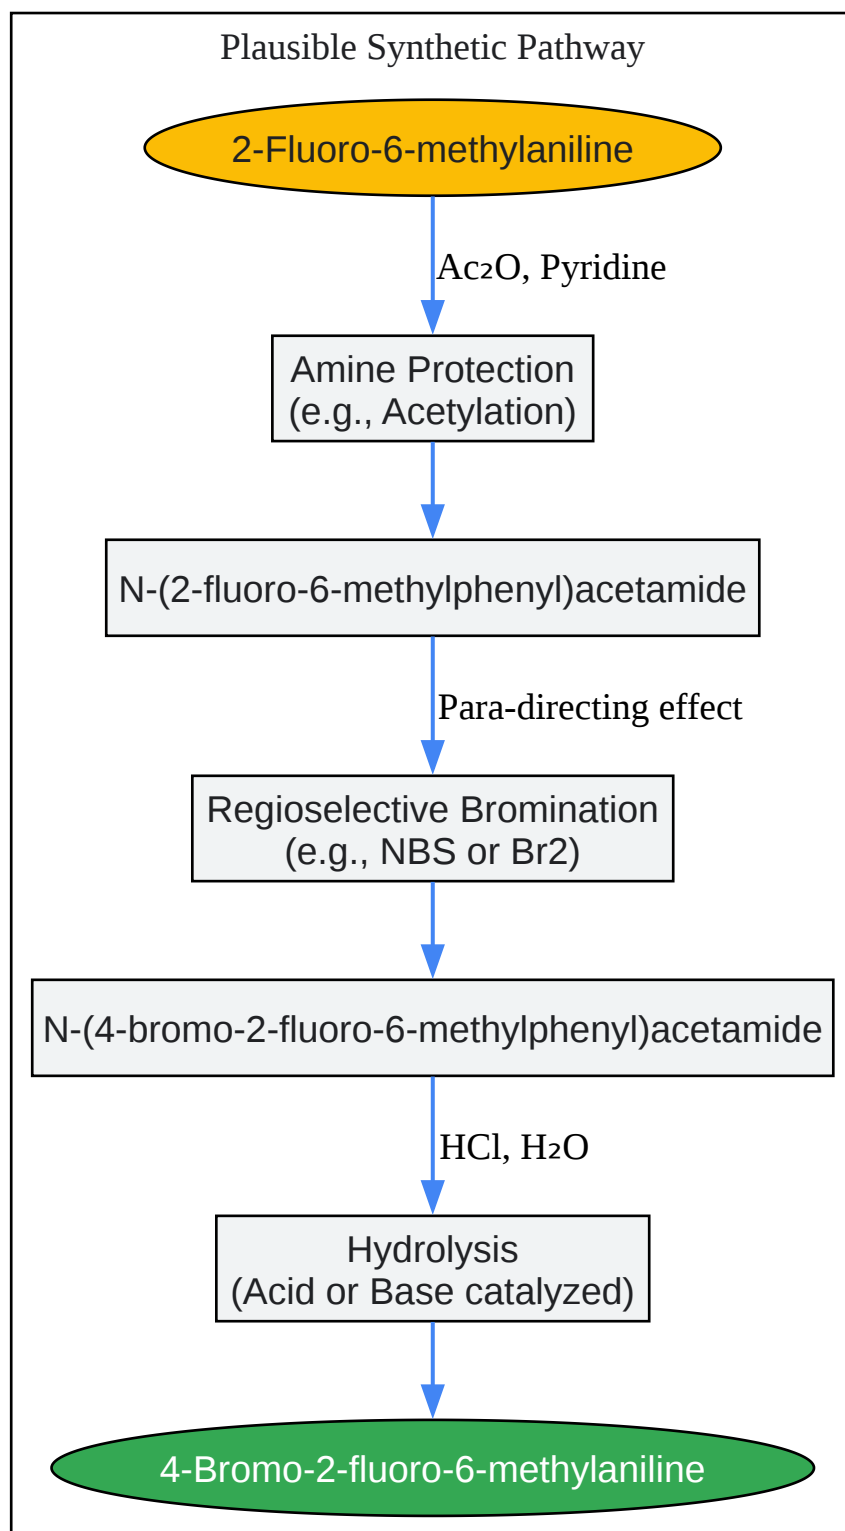 Plausible Synthetic Pathway
2-Fluoro-6-methylaniline
Ac₂O, Pyridine
Amine Protection
(e.g., Acetylation)
N-(2-fluoro-6-methylphenyl)acetamide
Para-directing effect
Regioselective Bromination
(e.g., NBS or Br2)
N-(4-bromo-2-fluoro-6-methylphenyl)acetamide
HCl, H₂O
Hydrolysis
(Acid or Base catalyzed)
4-Bromo-2-fluoro-6-methylaniline